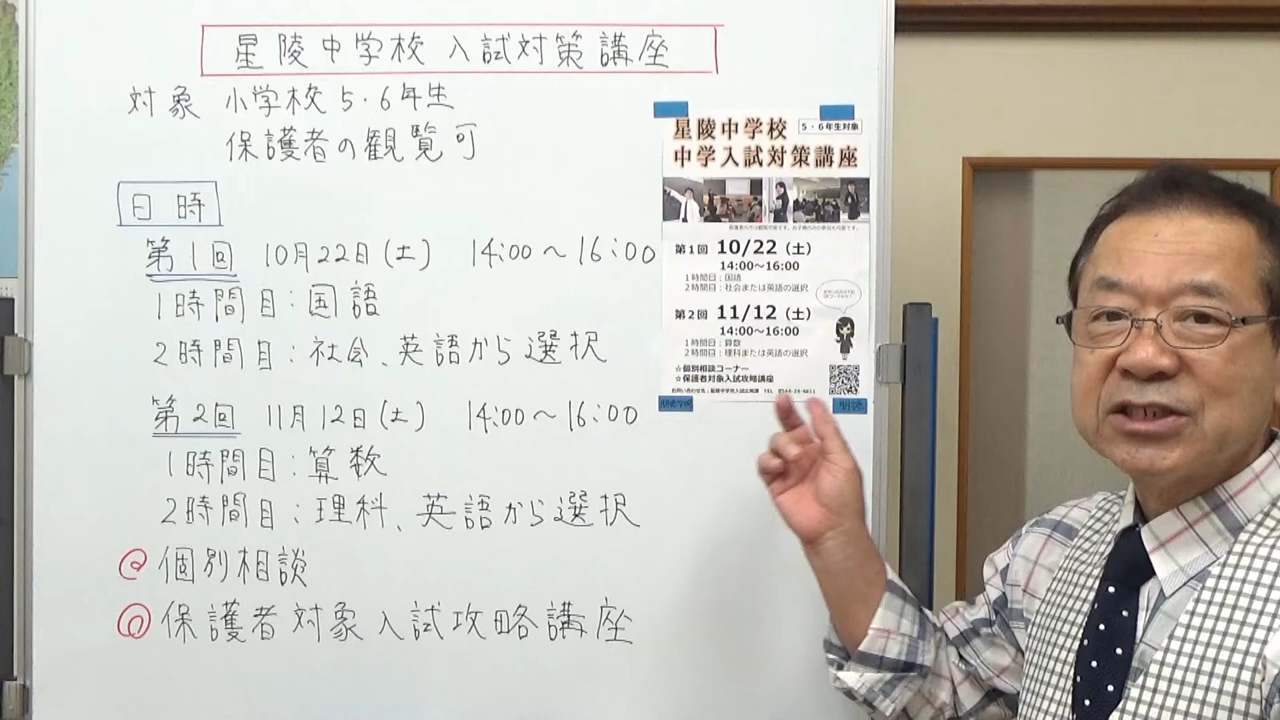 星陵中学校 入試対策講座
対象 小学校5・6年生
保護者の観覧可
日時
第1回 10月22日(土) 14:00～16:00
1時間目:国語
2時間目:社会、英語から選択
第2回 11月12日(土) 14:00～16:00
1時間目:算数
2時間目:理科、英語から選択
◎個別相談
◎保護者対象入試攻略講座
星陵中学校 5・6年生対象
中学入試対策講座
第1回 10/22（土）
14:00～16:00
1時間目：国語
2時間目：社会または英語の選択
第2回 11/12（土）
14:00～16:00
1時間目：算数
2時間目：理科または英語の選択
☆個別相談コーナー
☆保護者対象入試攻略講座